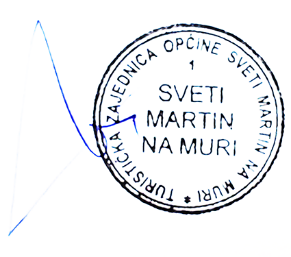 TURISTIČKA ZAJEDNICA OPĆINE SVETI MARTIN NA MURI *
1
SVETI
MARTIN
NA MURI